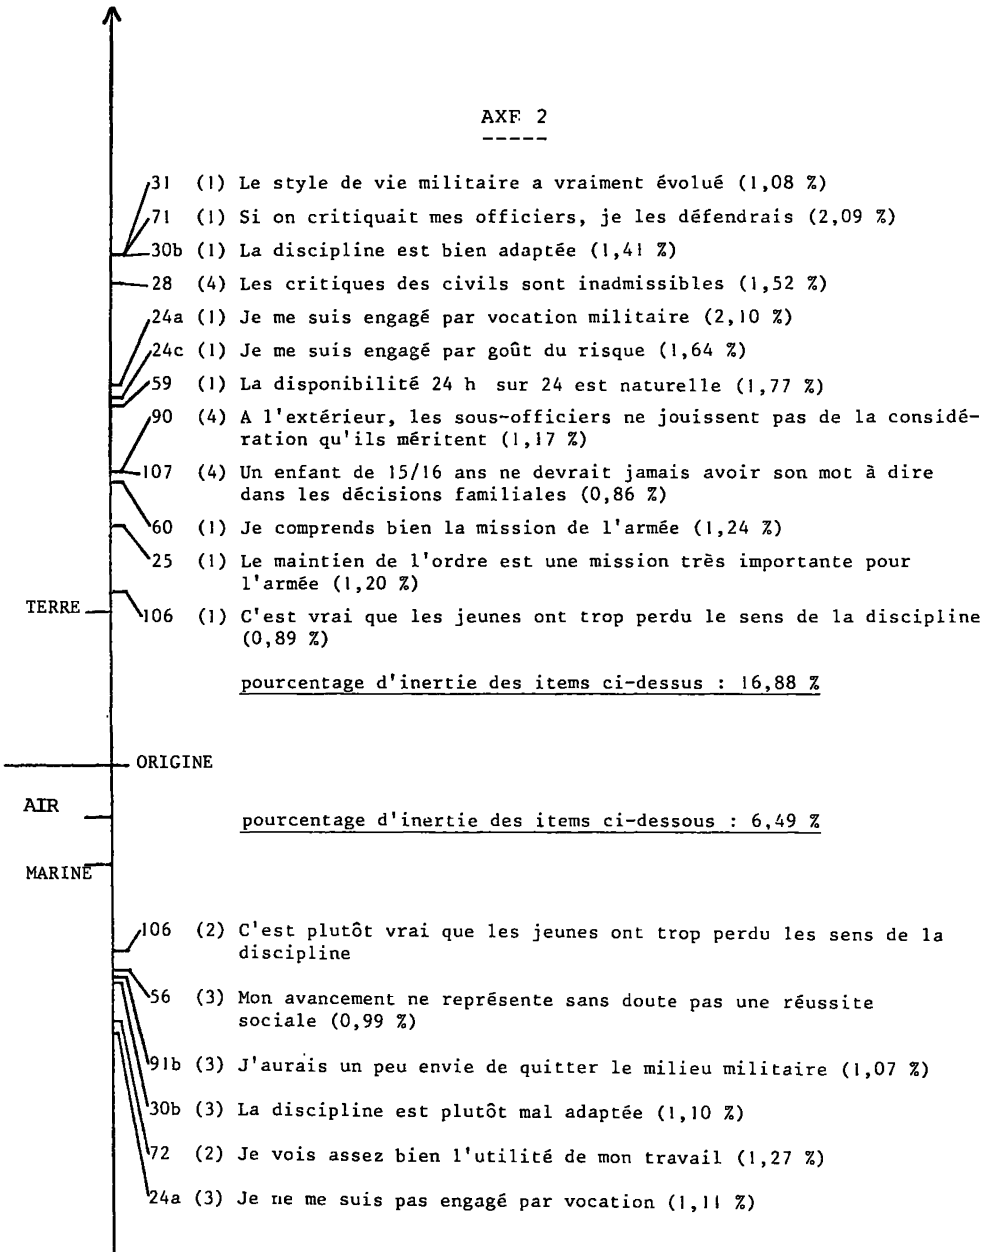 AXE 2
31 (1) Le style de vie militaire a vraiment évolué (1,08 %)
71 (1) Si on critiquait mes officiers, je les défendrais (2,09 %)
30b (1) La discipline est bien adaptée (1,41 %)
28 (4) Les critiques des civils sont inadmissibles (1,52 %)
24a (1) Je me suis engagé par vocation militaire (2,10 %)
24c (1) Je me suis engagé par goût du risque (1,64 %)
59 (1) La disponibilité 24 h sur 24 est naturelle (1,77 %)
90 (4) A l'extérieur, les sous-officiers ne jouissent pas de la considé-
ration qu'ils méritent (1,17 %)
107 (4) Un enfant de 15/16 ans ne devrait jamais avoir son mot à dire
dans les décisions familiales (0,86 %)
60 (1) Je comprends bien la mission de l'armée (1,24 %)
25 (1) Le maintien de l'ordre est une mission très importante pour
l'armée (1,20 %)
TERRE
106 (1) C'est vrai que les jeunes ont trop perdu le sens de la discipline
(0,89 %)
pourcentage d'inertie des items ci-dessus : 16,88 %
ORIGINE
AIR
pourcentage d'inertie des items ci-dessous : 6,49 %
MARINE
106 (2) C'est plutôt vrai que les jeunes ont trop perdu les sens de la
discipline
56 (3) Mon avancement ne représente sans doute pas une réussite
sociale (0,99 %)
91b (3) J'aurais un peu envie de quitter le milieu militaire (1,07 %)
30b (3) La discipline est plutôt mal adaptée (1,10 %)
72 (2) Je vois assez bien l'utilité de mon travail (1,27 %)
24a (3) Je ne me suis pas engagé par vocation (1,11 %)